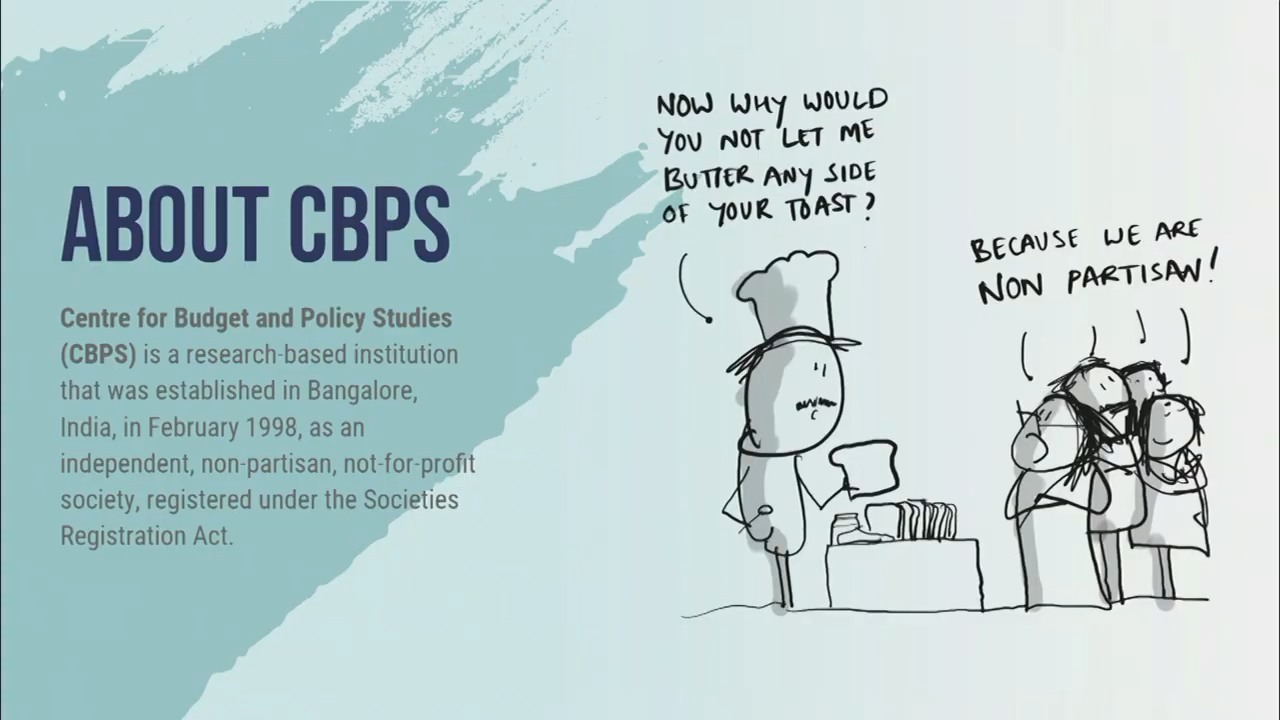 ABOUT CBPS
Centre for Budget and Policy Studies
(CBPS) is a research-based institution
that was established in Bangalore,
India, in February 1998, as an
independent, non-partisan, not-for-profit
society, registered under the Societies
Registration Act.
NOW WHY WOULD
YOU NOT LET ME
BUTTER ANY SIDE
OF YOUR TOAST?
BECAUSE WE ARE
NON PARTISAN!